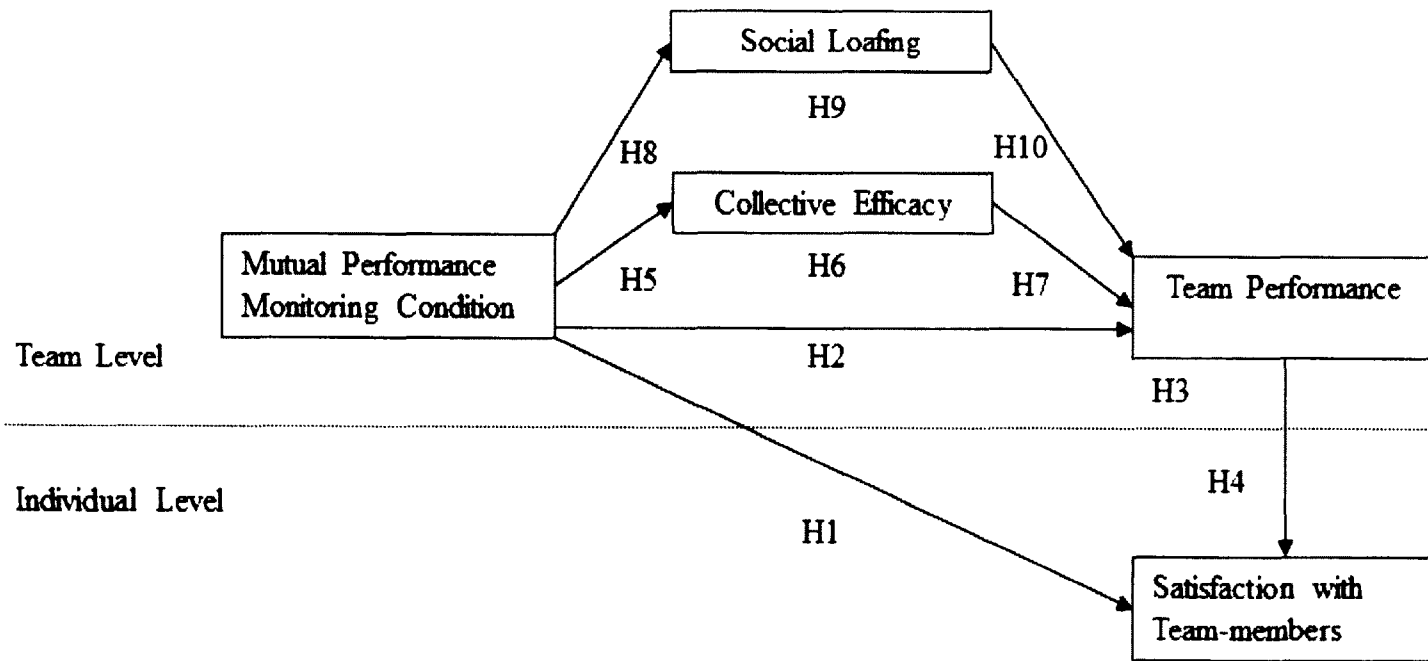 Social Loafing
H9
H8
H10
Collective Efficacy
Mutual Performance
Monitoring Condition
H5
H6
H7
Team Performance
Team Level
H2
H3
Individual Level
H1
H4
Satisfaction with
Team-members